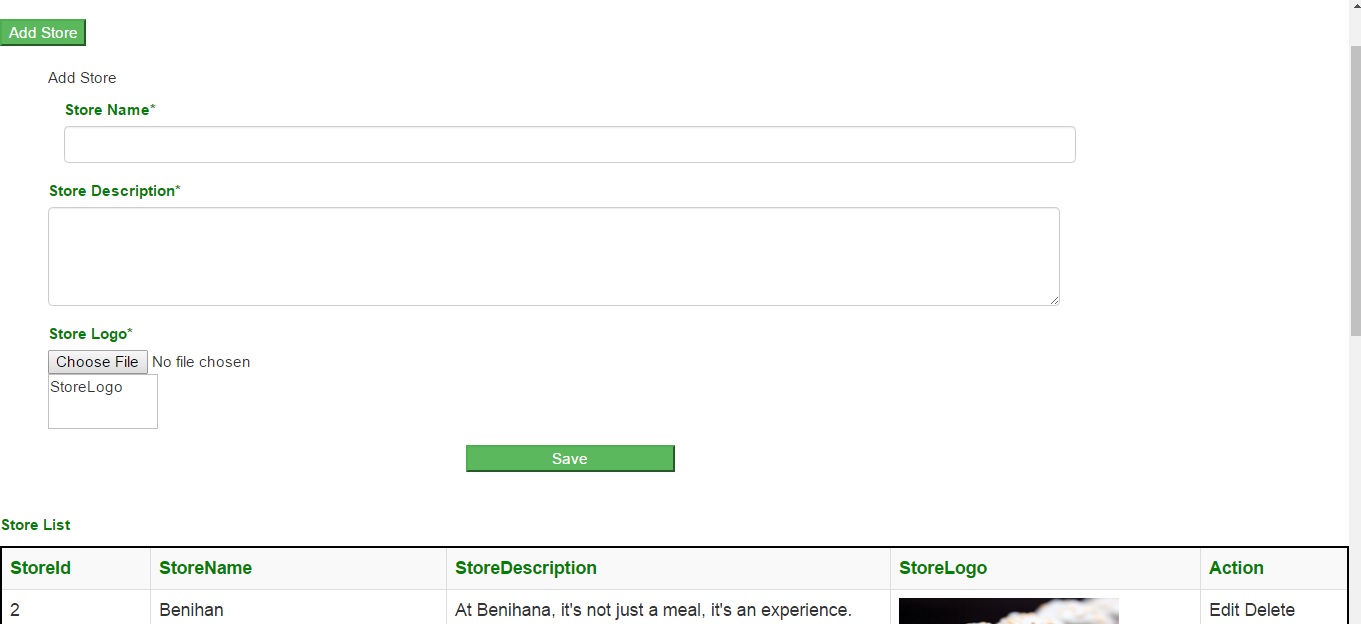 Add Store
Add Store
Store Name*
Store Description*
Store Logo*
Choose File No file chosen
StoreLogo
Save
Store List
StoreId StoreName StoreDescription StoreLogo Action
2 Benihan At Benihana, it's not just a meal, it's an experience. Edit Delete